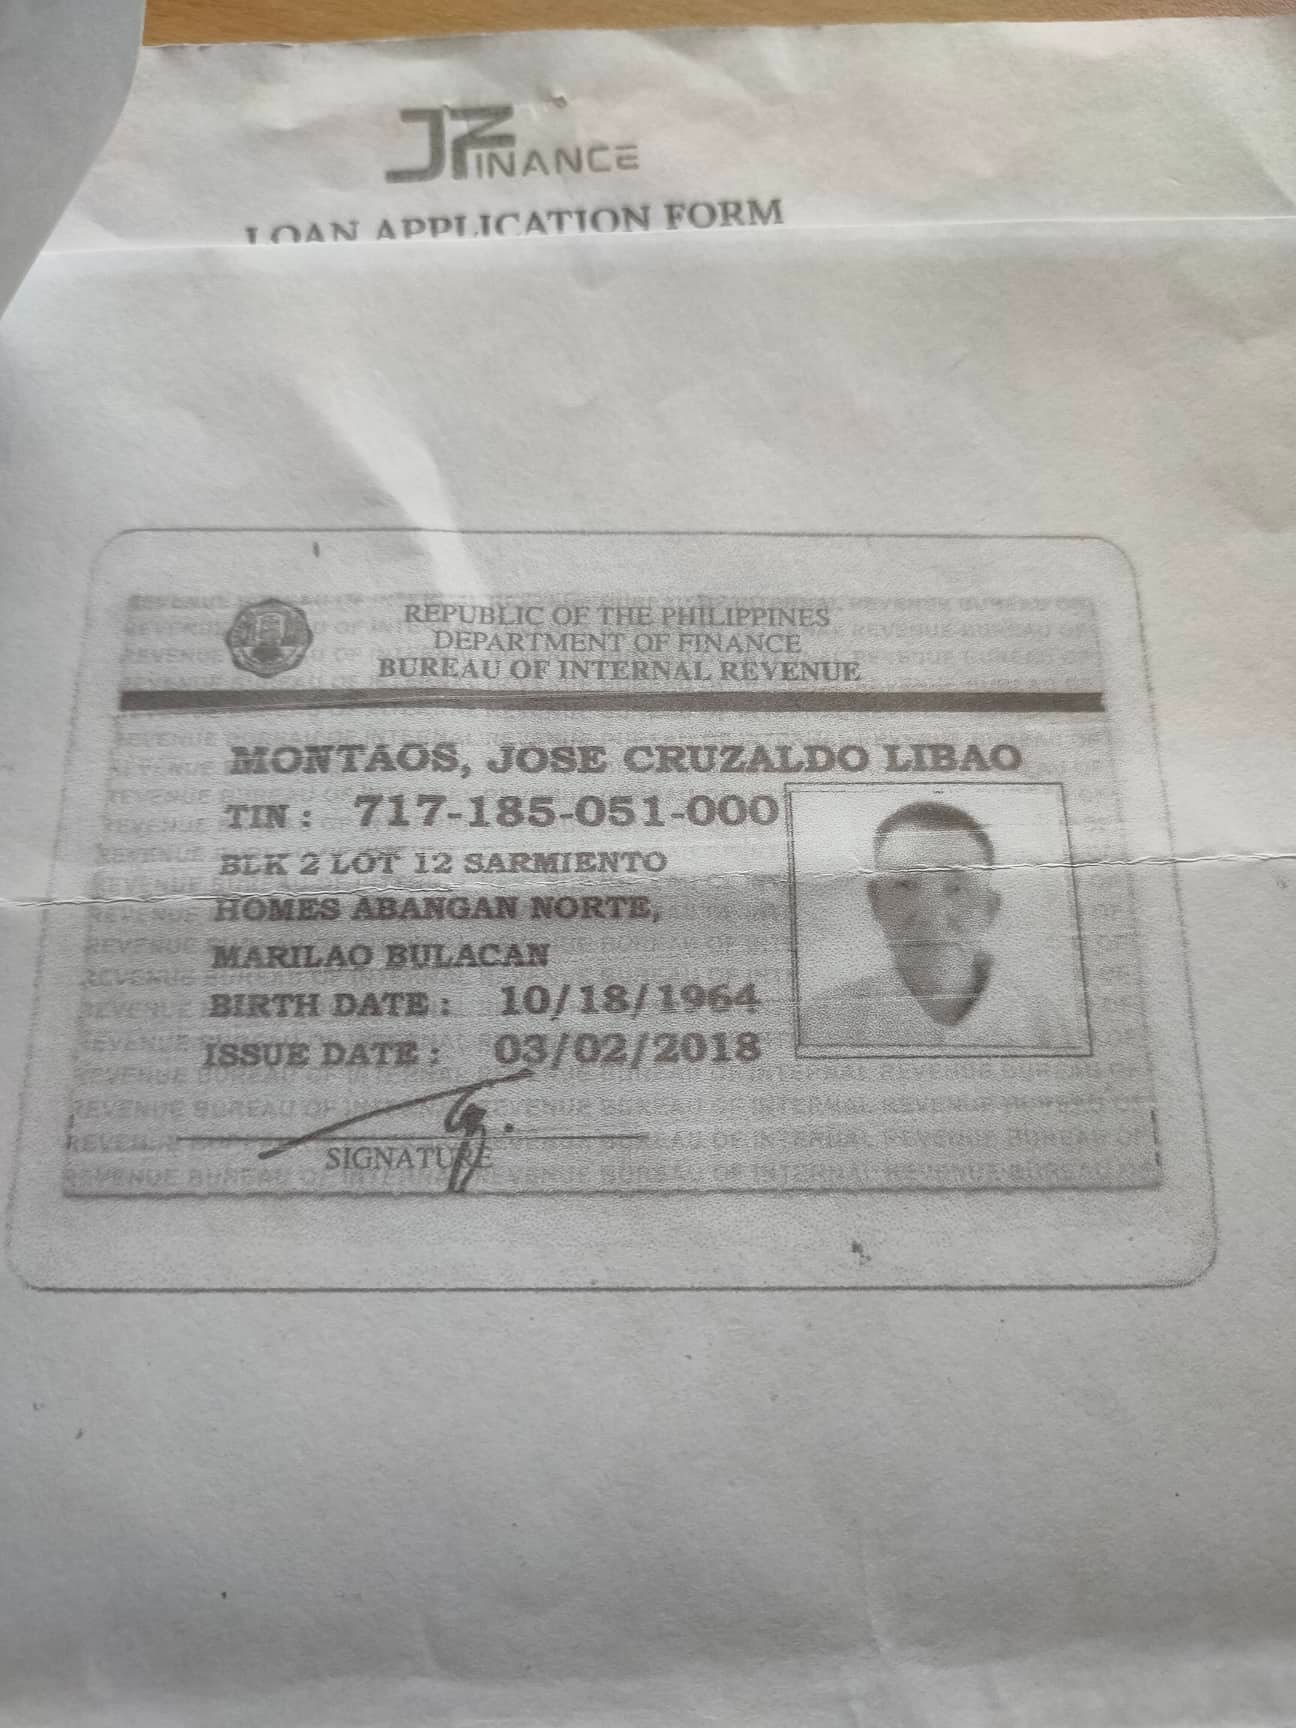 JZ FINANCE
LOAN APPLICATION FORM
REPUBLIC OF THE PHILIPPINES
DEPARTMENT OF FINANCE
BUREAU OF INTERNAL REVENUE
MONTAOS, JOSE CRUZALDO LIBAO
TIN : 717-185-051-000
BLK 2 LOT 12 SARMIENTO
HOMES ABANGAN NORTE,
MARILAO BULACAN
BIRTH DATE : 10/18/1964
ISSUE DATE : 03/02/2018
SIGNATURE